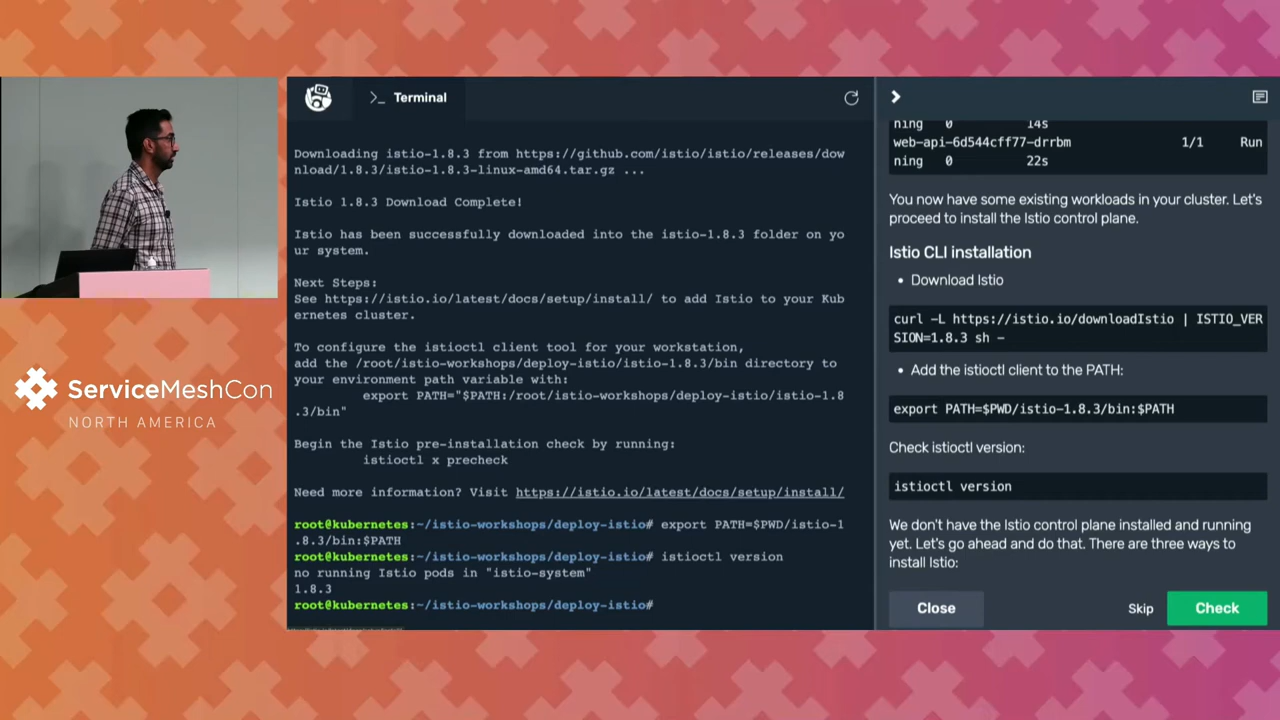 ServiceMeshCon
NORTH AMERICA
>_ Terminal
Downloading istio-1.8.3 from https://github.com/istio/istio/releases/dow
nload/1.8.3/istio-1.8.3-linux-amd64.tar.gz ...
Istio 1.8.3 Download Complete!
Istio has been successfully downloaded into the istio-1.8.3 folder on yo
ur system.
Next Steps:
See https://istio.io/latest/docs/setup/install/ to add Istio to your Kub
ernetes cluster.
To configure the istioctl client tool for your workstation,
add the /root/istio-workshops/deploy-istio/istio-1.8.3/bin directory to
your environment path variable with:
export PATH="$PATH:/root/istio-workshops/deploy-istio/istio-1.8
.3/bin"
Begin the Istio pre-installation check by running:
istioctl x precheck
Need more information? Visit https://istio.io/latest/docs/setup/install/
root@kubernetes:~/istio-workshops/deploy-istio# export PATH=$PWD/istio-1
.8.3/bin:$PATH
root@kubernetes:~/istio-workshops/deploy-istio# istioctl version
no running Istio pods in "istio-system"
1.8.3
root@kubernetes:~/istio-workshops/deploy-istio#
ning 0 14s
web-api-6d544cff77-drrbm 1/1 Run
ning 0 22s
You now have some existing workloads in your cluster. Let's
proceed to install the Istio control plane.
Istio CLI installation
• Download Istio
curl -L https://istio.io/downloadIstio | ISTIO_VER
SION=1.8.3 sh -
• Add the istioctl client to the PATH:
export PATH=$PWD/istio-1.8.3/bin:$PATH
Check istioctl version:
istioctl version
We don't have the Istio control plane installed and running
yet. Let's go ahead and do that. There are three ways to
install Istio:
Close
Skip
Check